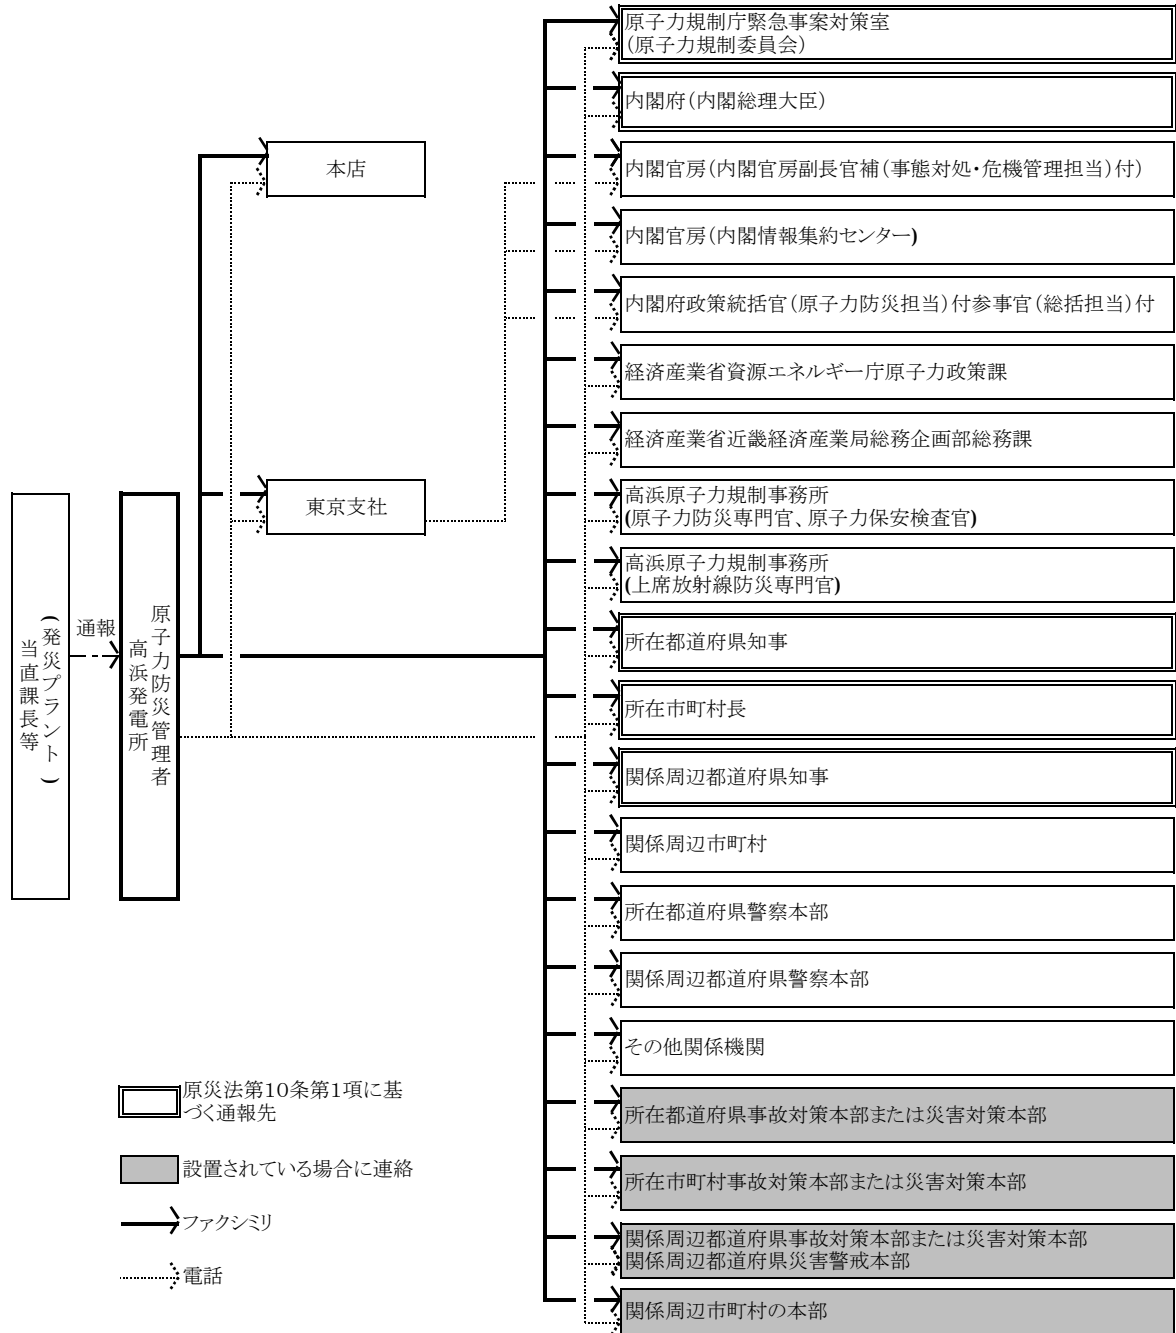 原子力規制庁緊急事案対策室
（原子力規制委員会）
内閣府（内閣総理大臣）
本店
内閣官房（内閣官房副長官補（事態対処・危機管理担当）付）
内閣官房（内閣情報集約センター)
内閣府政策統括官（原子力防災担当）付参事官（総括担当）付
経済産業省資源エネルギー庁原子力政策課
経済産業省近畿経済産業局総務企画部総務課
東京支社
高浜原子力規制事務所
(原子力防災専門官、原子力保安検査官)
高浜原子力規制事務所
(上席放射線防災専門官)
（発災プラント）
当直課長等
通報
原子力防災管理者
高浜発電所
所在都道府県知事
所在市町村長
関係周辺都道府県知事
関係周辺市町村
所在都道府県警察本部
関係周辺都道府県警察本部
その他関係機関
所在都道府県事故対策本部または災害対策本部
所在市町村事故対策本部または災害対策本部
関係周辺都道府県事故対策本部または災害対策本部
関係周辺都道府県災害警戒本部
関係周辺市町村の本部
原災法第10条第1項に基
づく通報先
設置されている場合に連絡
ファクシミリ
電話